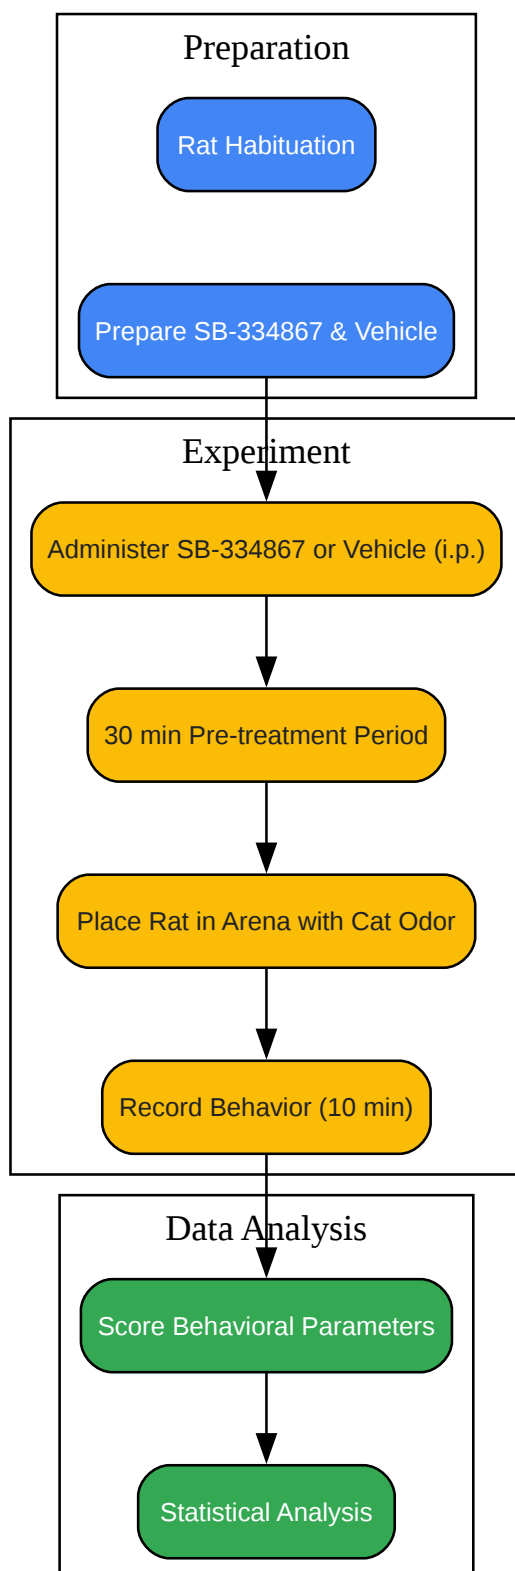 Preparation
Rat Habituation
Prepare SB-334867 & Vehicle
Experiment
Administer SB-334867 or Vehicle (i.p.)
30 min Pre-treatment Period
Place Rat in Arena with Cat Odor
Record Behavior (10 min)
Data Analysis
Score Behavioral Parameters
Statistical Analysis